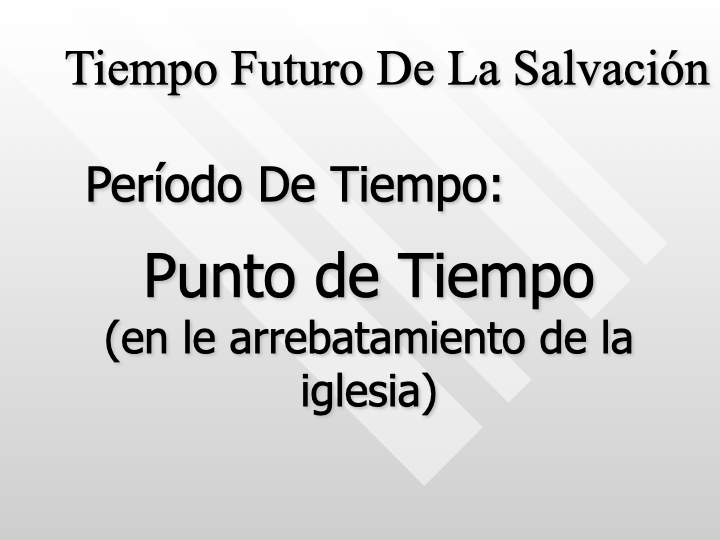 Tiempo Futuro De La Salvación
Período De Tiempo:
Punto de Tiempo
(en le arrebatamiento de la
iglesia)